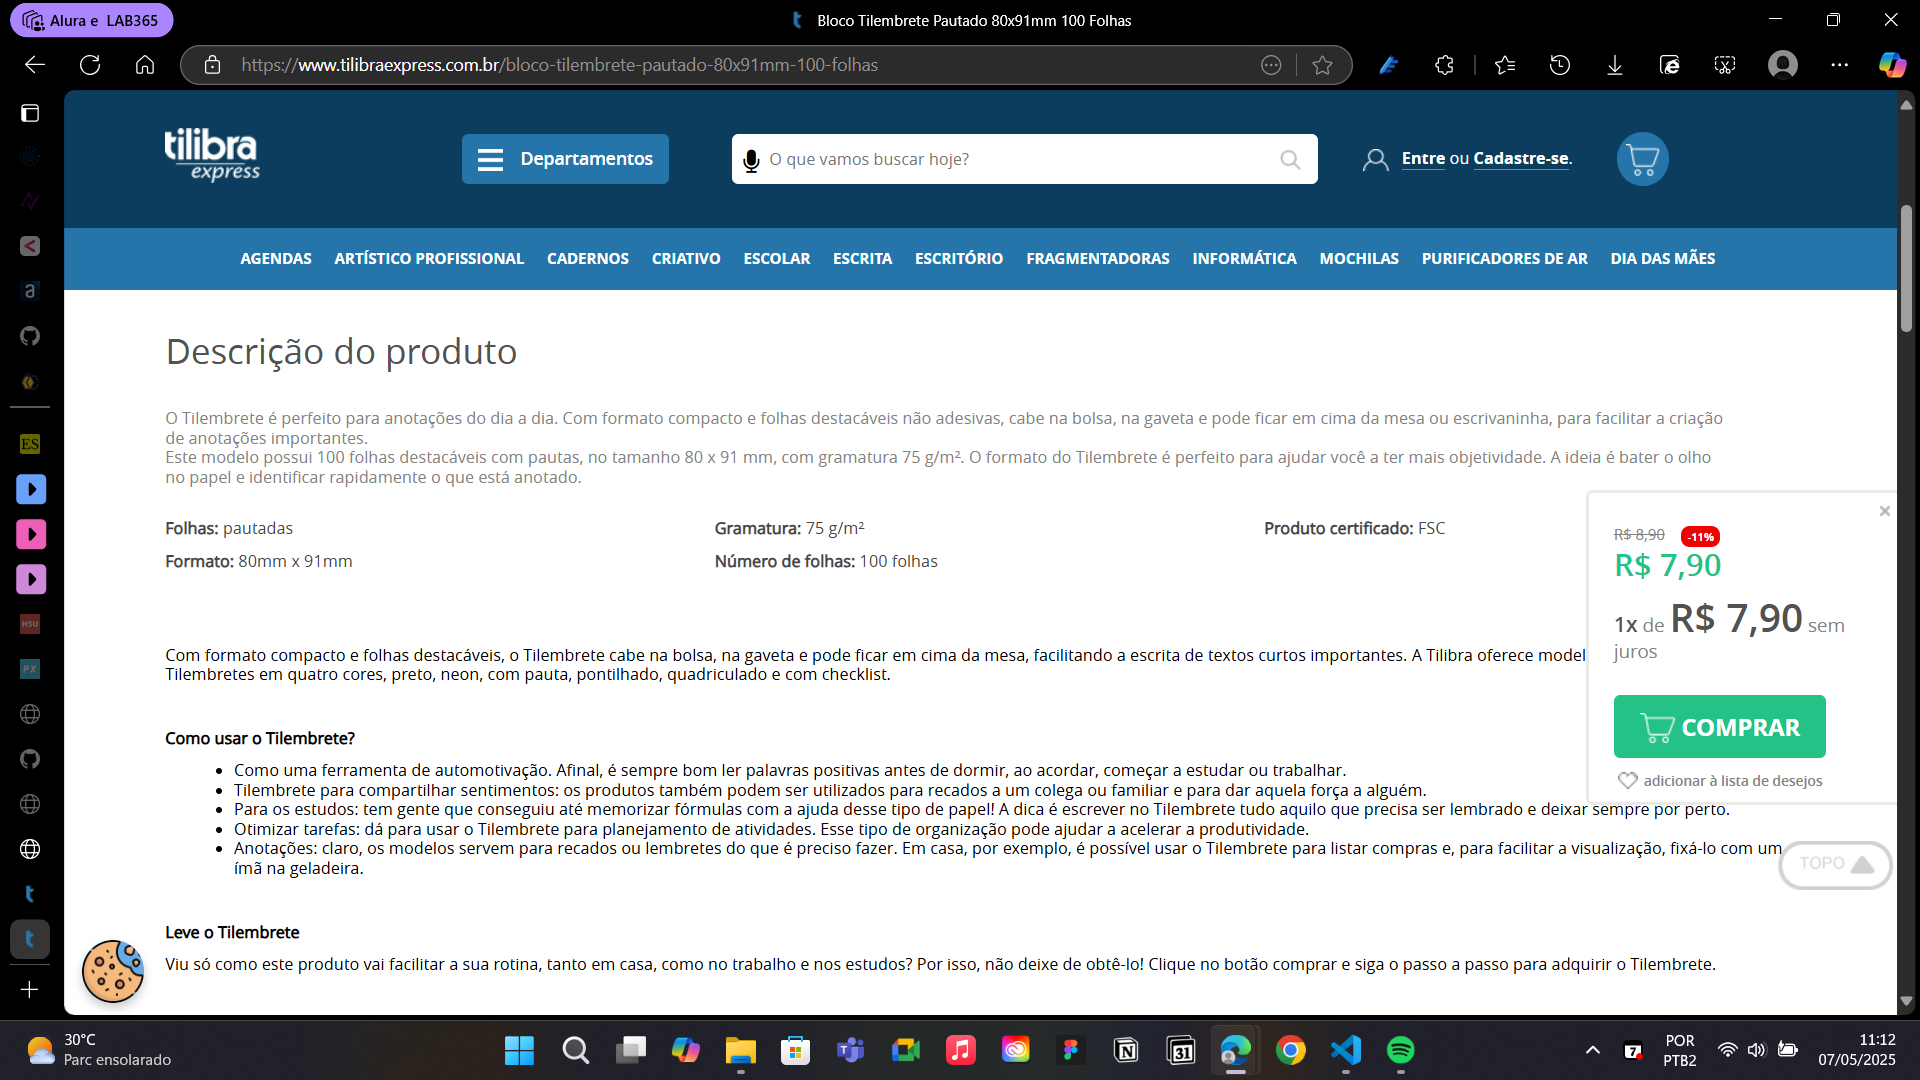 Alura e LAB365
Bloco Tilembrete Pautado 80x91mm 100 Folhas
https://www.tilibraexpress.com.br/bloco-tilembrete-pautado-80x91mm-100-folhas
tilibra
express
Departamentos
O que vamos buscar hoje?
Entre ou Cadastre-se.
AGENDAS ARTÍSTICO PROFISSIONAL CADERNOS CRIATIVO ESCOLAR ESCRITA ESCRITÓRIO FRAGMENTADORAS INFORMÁTICA MOCHILAS PURIFICADORES DE AR DIA DAS MÃES
Descrição do produto
O Tilembrete é perfeito para anotações do dia a dia. Com formato compacto e folhas destacáveis não adesivas, cabe na bolsa, na gaveta e pode ficar em cima da mesa ou escrivaninha, para facilitar a criação
de anotações importantes.
Este modelo possui 100 folhas destacáveis com pautas, no tamanho 80 x 91 mm, com gramatura 75 g/m². O formato do Tilembrete é perfeito para ajudar você a ter mais objetividade. A ideia é bater o olho
no papel e identificar rapidamente o que está anotado.
Folhas: pautadas
Gramatura: 75 g/m²
Produto certificado: FSC
Formato: 80mm x 91mm
Número de folhas: 100 folhas
R$ 8,90 -11%
R$ 7,90
1x de R$ 7,90 sem
juros
COMPRAR
adicionar à lista de desejos
Com formato compacto e folhas destacáveis, o Tilembrete cabe na bolsa, na gaveta e pode ficar em cima da mesa, facilitando a escrita de textos curtos importantes. A Tilibra oferece model
Tilembretes em quatro cores, preto, neon, com pauta, pontilhado, quadriculado e com checklist.
Como usar o Tilembrete?
• Como uma ferramenta de automotivação. Afinal, é sempre bom ler palavras positivas antes de dormir, ao acordar, começar a estudar ou trabalhar.
• Tilembrete para compartilhar sentimentos: os produtos também podem ser utilizados para recados a um colega ou familiar e para dar aquela força a alguém.
• Para os estudos: tem gente que conseguiu até memorizar fórmulas com a ajuda desse tipo de papel! A dica é escrever no Tilembrete tudo aquilo que precisa ser lembrado e deixar sempre por perto.
• Otimizar tarefas: dá para usar o Tilembrete para planejamento de atividades. Esse tipo de organização pode ajudar a acelerar a produtividade.
• Anotações: claro, os modelos servem para recados ou lembretes do que é preciso fazer. Em casa, por exemplo, é possível usar o Tilembrete para listar compras e, para facilitar a visualização, fixá-lo com um
ímã na geladeira.
TOPO
Leve o Tilembrete
Viu só como este produto vai facilitar a sua rotina, tanto em casa, como no trabalho e nos estudos? Por isso, não deixe de obtê-lo! Clique no botão comprar e siga o passo a passo para adquirir o Tilembrete.
ES
HSU
PX
30°C
Parc ensolarado
31
7
POR
PTB2
11:12
07/05/2025